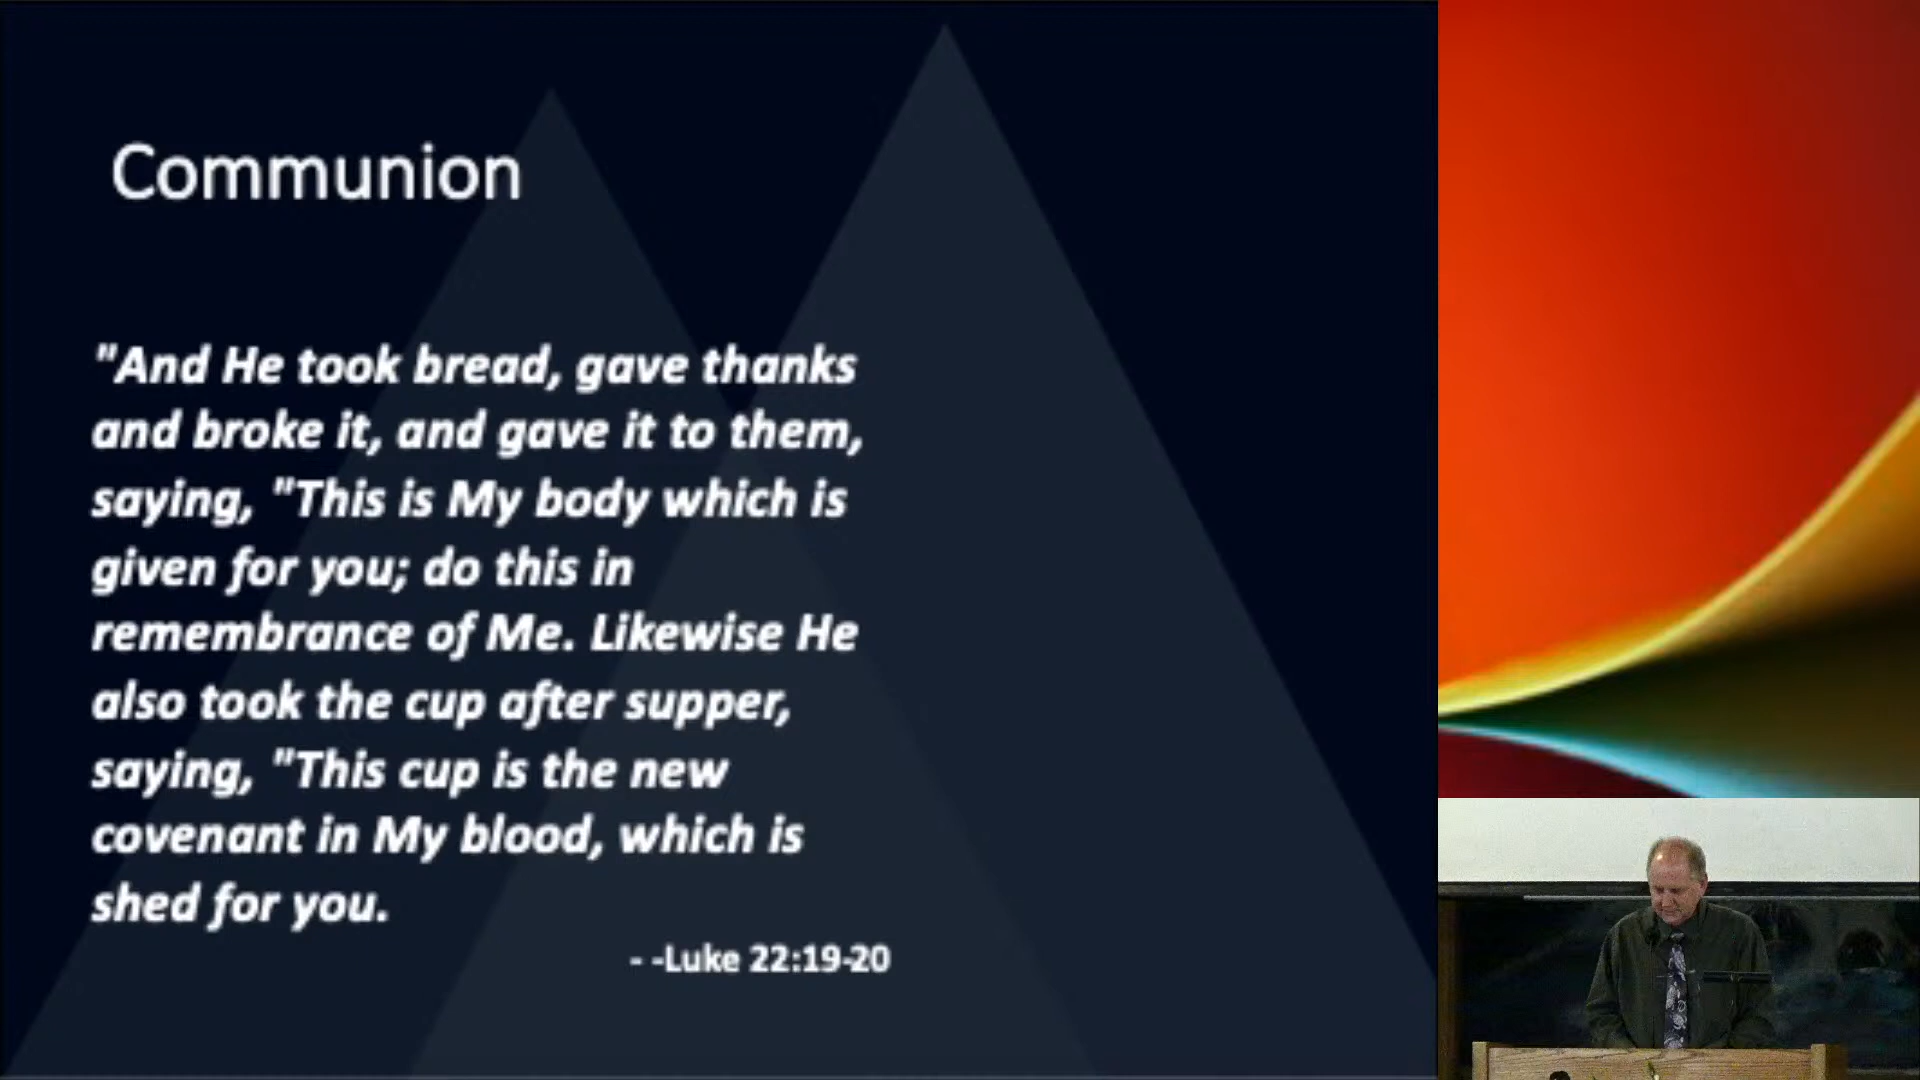 Communion
"And He took bread, gave thanks
and broke it, and gave it to them,
saying, "This is My body which is
given for you; do this in
remembrance of Me. Likewise He
also took the cup after supper,
saying, "This cup is the new
covenant in My blood, which is
shed for you.
- -Luke 22:19-20